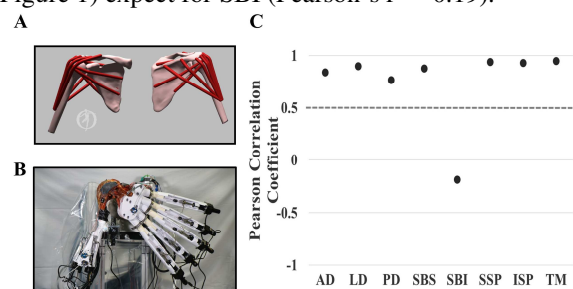 Figure 1) expect for SBI (Pearson's r = -0.19).
A
C
B
Pearson Correlation
Coefficient
1
0.5
0
-0.5
-1
AD LD PD SBS SBI SSP ISP TM